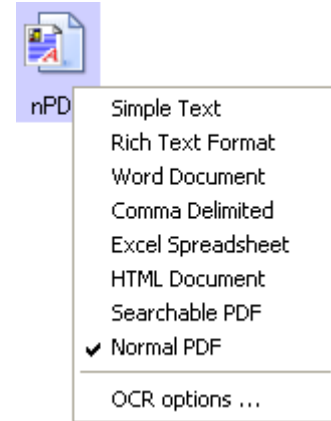 nPD
Simple Text
Rich Text Format
Word Document
Comma Delimited
Excel Spreadsheet
HTML Document
Searchable PDF
Normal PDF
OCR options ...